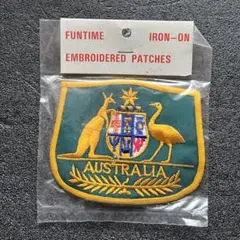 FUNTIME IRON-ON
EMBROIDERED PATCHES
AUSTRALIA